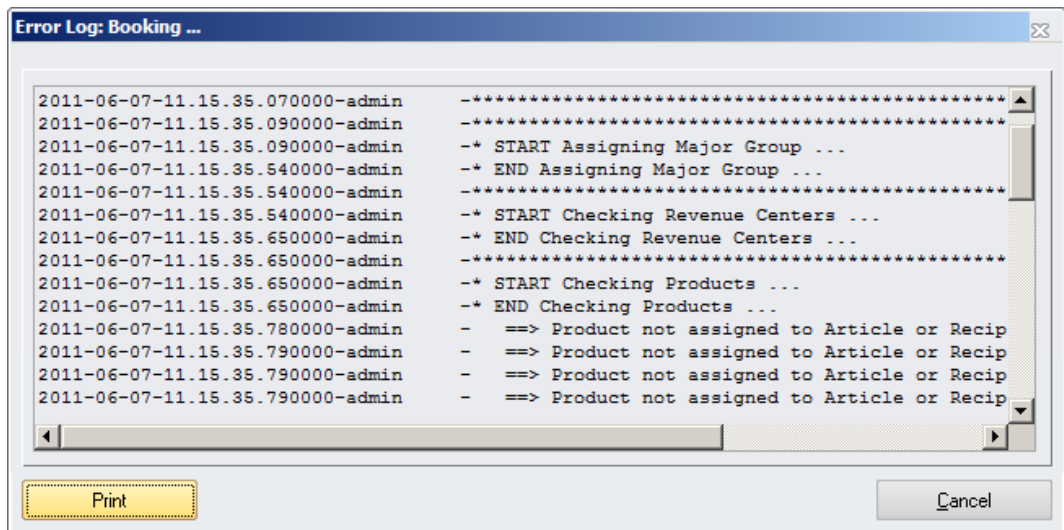 Error Log: Booking ...
2011-06-07-11.15.35.070000-admin -***********************************************
2011-06-07-11.15.35.090000-admin -***********************************************
2011-06-07-11.15.35.090000-admin -* START Assigning Major Group ...
2011-06-07-11.15.35.540000-admin -* END Assigning Major Group ...
2011-06-07-11.15.35.540000-admin -***********************************************
2011-06-07-11.15.35.540000-admin -* START Checking Revenue Centers ...
2011-06-07-11.15.35.650000-admin -* END Checking Revenue Centers ...
2011-06-07-11.15.35.650000-admin -***********************************************
2011-06-07-11.15.35.650000-admin -* START Checking Products ...
2011-06-07-11.15.35.650000-admin -* END Checking Products ...
2011-06-07-11.15.35.780000-admin - ==> Product not assigned to Article or Recip
2011-06-07-11.15.35.790000-admin - ==> Product not assigned to Article or Recip
2011-06-07-11.15.35.790000-admin - ==> Product not assigned to Article or Recip
2011-06-07-11.15.35.790000-admin - ==> Product not assigned to Article or Recip
Print
Cancel